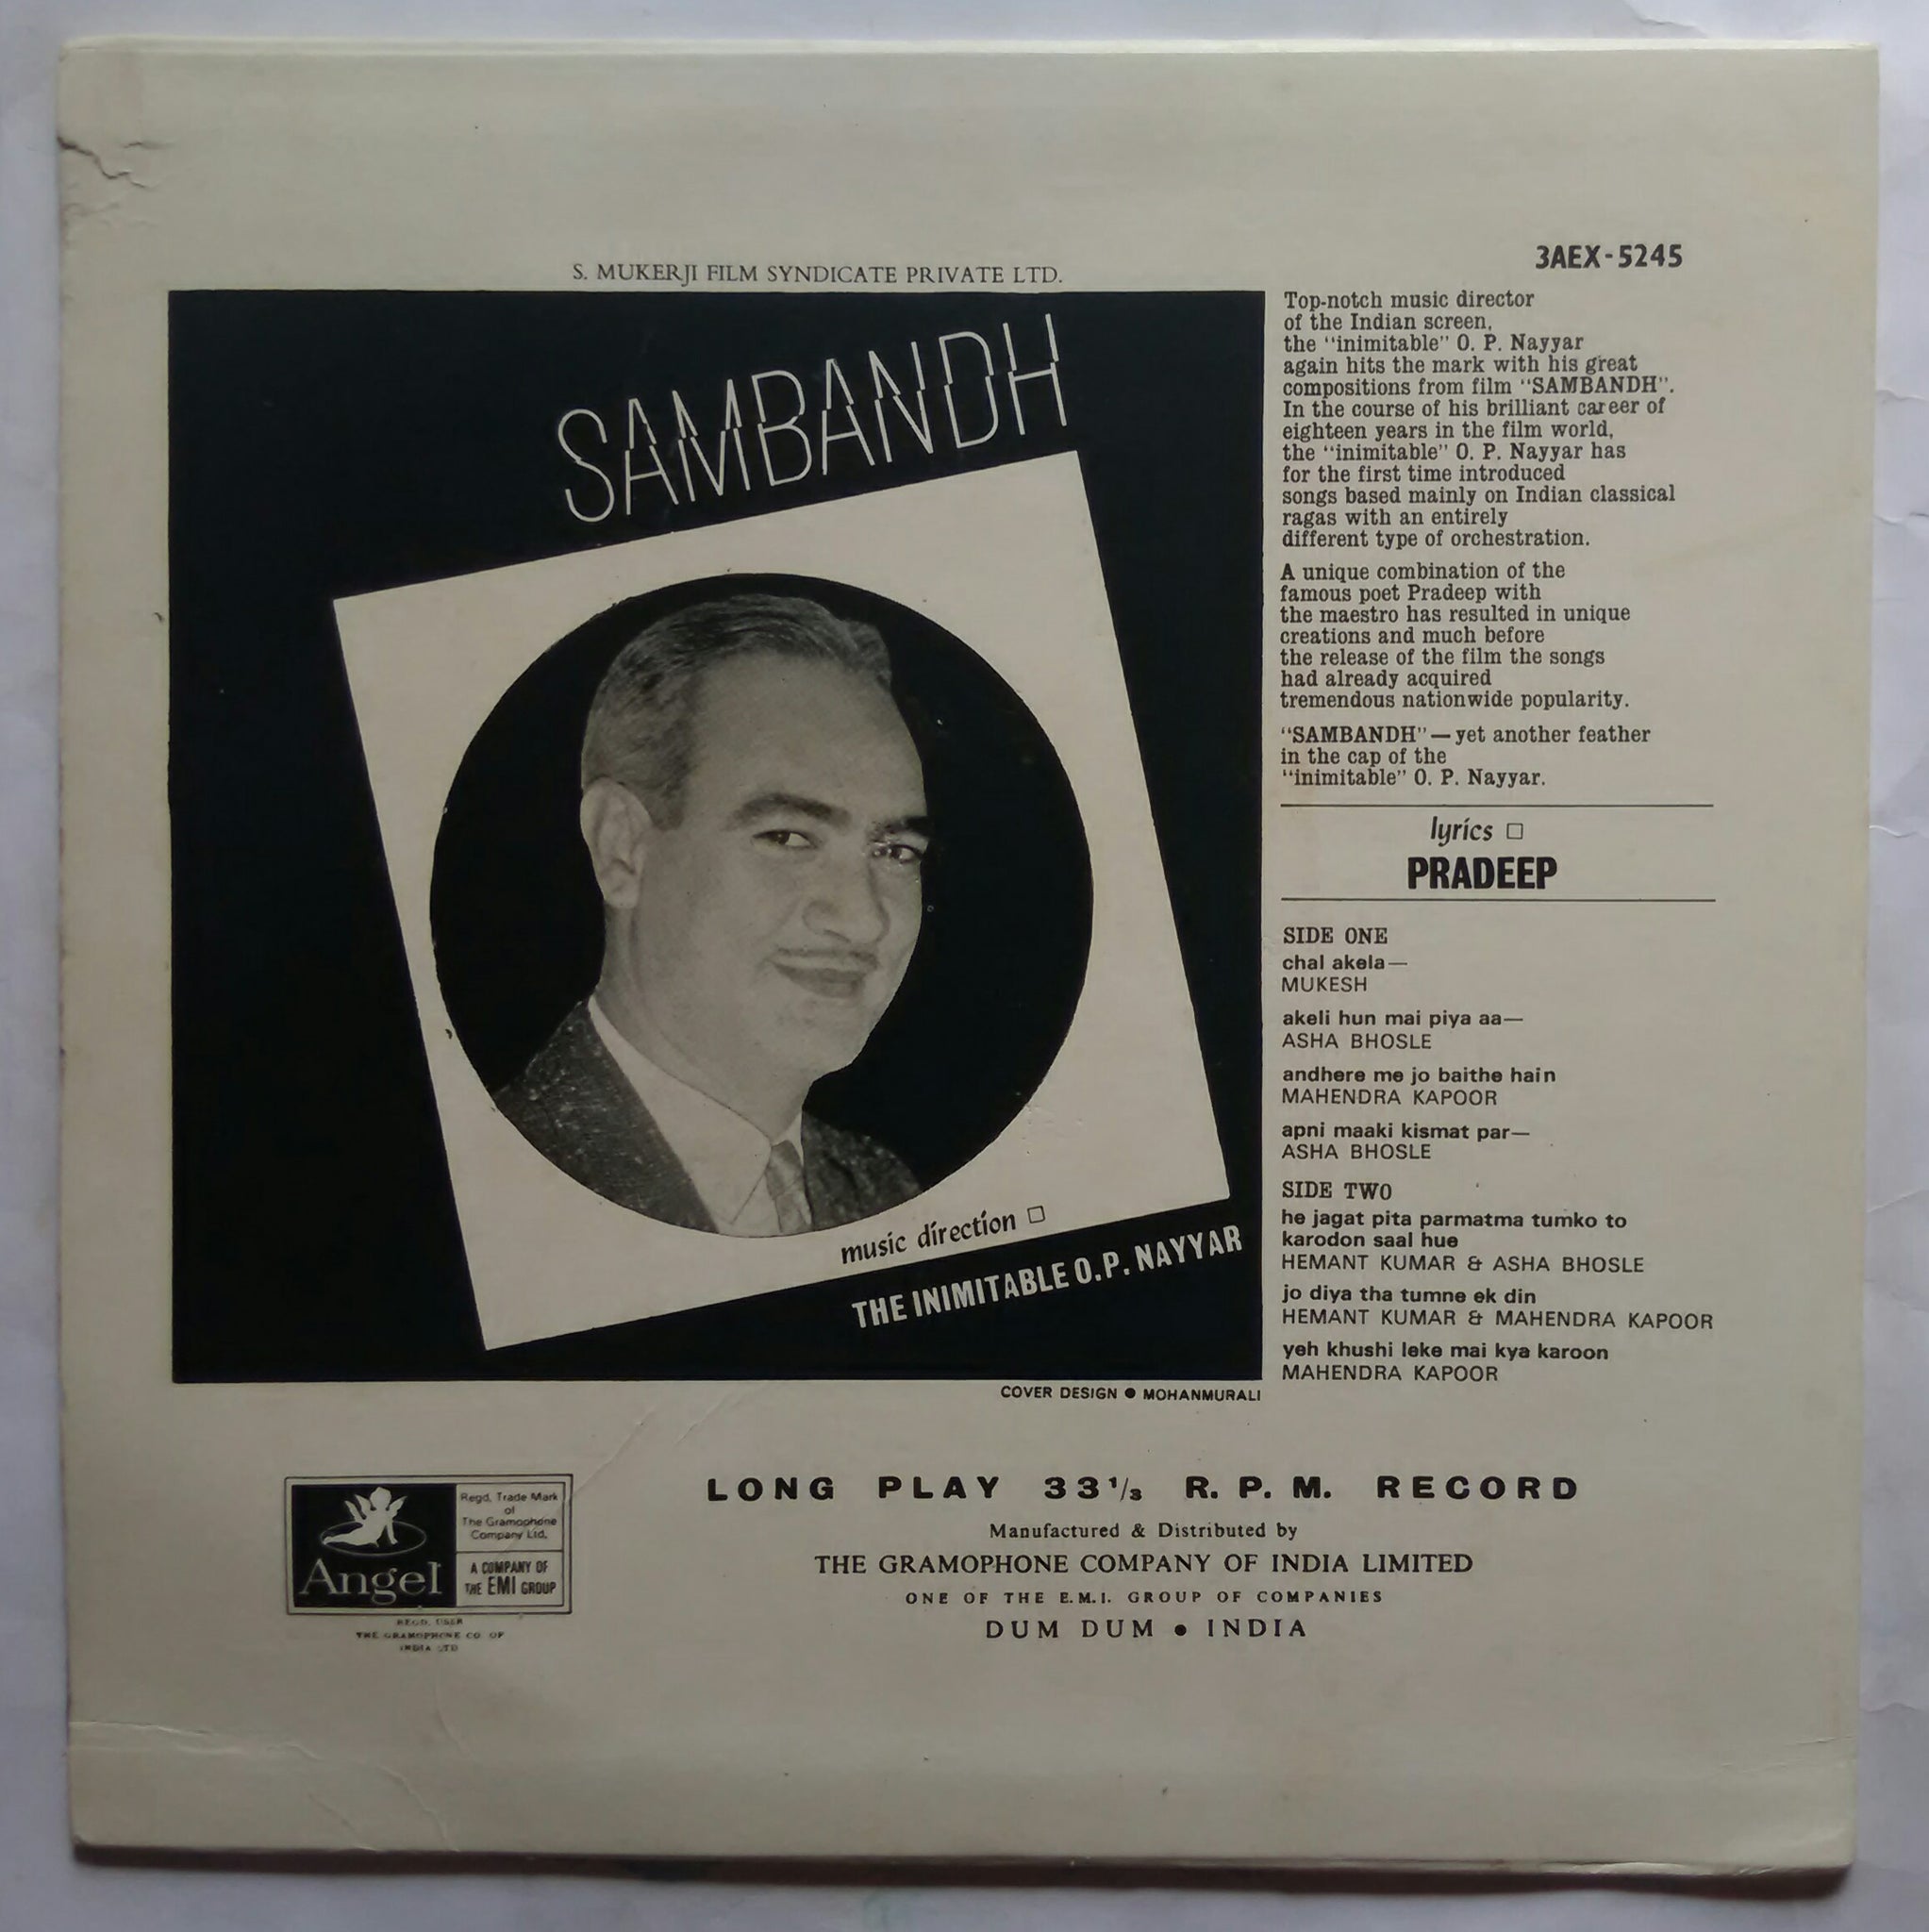 3AEX-5245
S. MUKERJI FILM SYNDICATE PRIVATE LTD.
SAMBANDH
music direction □
THE INIMITABLE O.P. NAYYAR
COVER DESIGN ● MOHANMURALI
Top-notch music director
of the Indian screen,
the "inimitable" O. P. Nayyar
again hits the mark with his great
compositions from film "SAMBANDH".
In the course of his brilliant career of
eighteen years in the film world,
the "inimitable" O. P. Nayyar has
for the first time introduced
songs based mainly on Indian classical
ragas with an entirely
different type of orchestration.
A unique combination of the
famous poet Pradeep with
the maestro has resulted in unique
creations and much before
the release of the film the songs
had already acquired
tremendous nationwide popularity.
"SAMBANDH" — yet another feather
in the cap of the
"inimitable" O. P. Nayyar.
lyrics □
PRADEEP
SIDE ONE
chal akela—
MUKESH
akeli hun mai piya aa—
ASHA BHOSLE
andhere me jo baithe hain
MAHENDRA KAPOOR
apni maaki kismat par—
ASHA BHOSLE
SIDE TWO
he jagat pita parmatma tumko to
karodon saal hue
HEMANT KUMAR & ASHA BHOSLE
jo diya tha tumne ek din
HEMANT KUMAR & MAHENDRA KAPOOR
yeh khushi leke mai kya karoon
MAHENDRA KAPOOR
Angel
Regd. Trade Mark
of
The Gramophone
Company Ltd.
A COMPANY OF
THE EMI GROUP
REGD. USER
THE GRAMOPHONE CO OF
INDIA LTD
LONG PLAY 33⅓ R. P. M. RECORD
Manufactured & Distributed by
THE GRAMOPHONE COMPANY OF INDIA LIMITED
ONE OF THE E.M.I. GROUP OF COMPANIES
DUM DUM ● INDIA